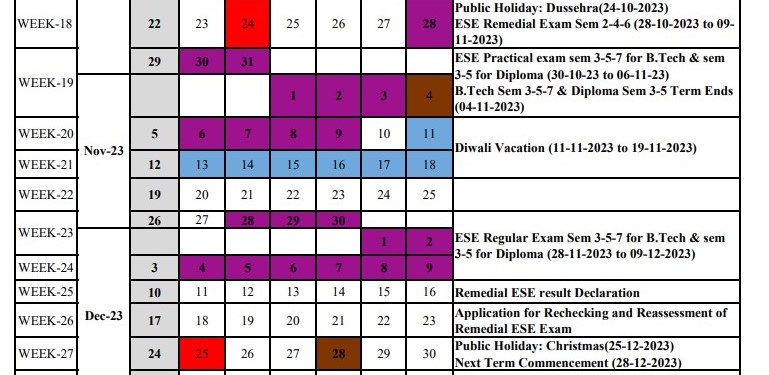 Public Holiday: Dussehra(24-10-2023)
WEEK-18 22 23 24 25 26 27 28 ESE Remedial Exam Sem 2-4-6 (28-10-2023 to 09-
11-2023)
29 30 31 ESE Practical exam sem 3-5-7 for B.Tech & sem
WEEK-19 3-5 for Diploma (30-10-23 to 06-11-23)
1 2 3 4 B.Tech Sem 3-5-7 & Diploma Sem 3-5 Term Ends
(04-11-2023)
WEEK-20 5 6 7 8 9 10 11
Nov-23 Diwali Vacation (11-11-2023 to 19-11-2023)
WEEK-21 12 13 14 15 16 17 18
WEEK-22 19 20 21 22 23 24 25
26 27 28 29 30
WEEK-23 1 2 ESE Regular Exam Sem 3-5-7 for B.Tech & sem
3-5 for Diploma (28-11-2023 to 09-12-2023)
WEEK-24 3 4 5 6 7 8 9
WEEK-25 10 11 12 13 14 15 16 Remedial ESE result Declaration
Dec-23
WEEK-26 17 18 19 20 21 22 23 Application for Rechecking and Reassessment of
Remedial ESE Exam
WEEK-27 24 25 26 27 28 29 30 Public Holiday: Christmas(25-12-2023)
Next Term Commencement (28-12-2023)